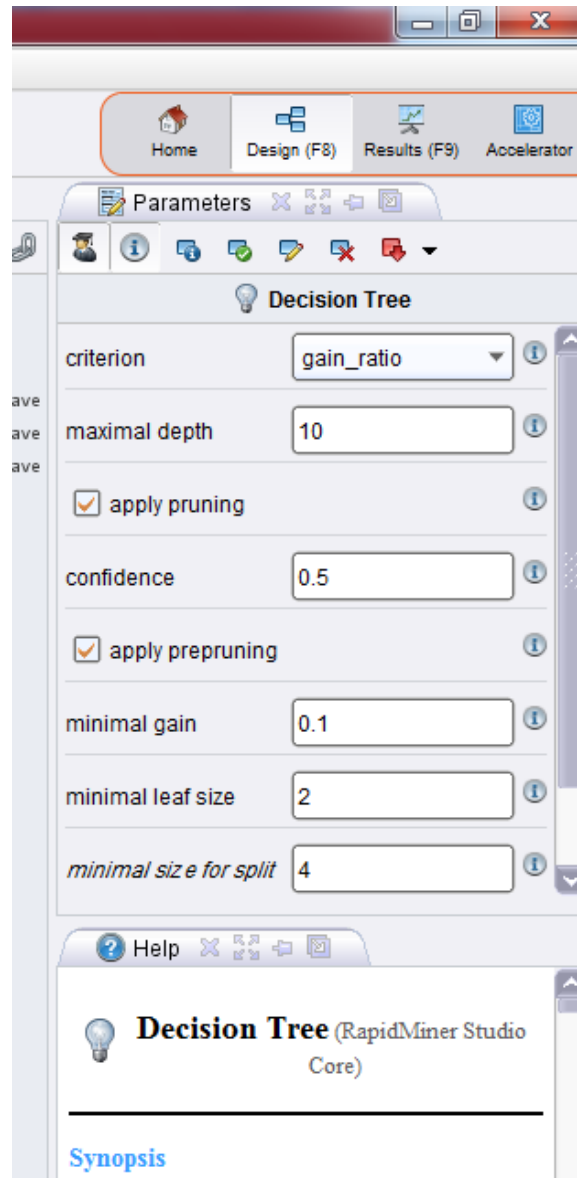 Home
Design (F8)
Results (F9)
Accelerator
Parameters
Decision Tree
criterion
gain_ratio
ave
ave
ave
maximal depth
10
apply pruning
confidence
0.5
apply prepruning
minimal gain
0.1
minimal leaf size
2
minimal size for split
4
Help
Decision Tree (RapidMiner Studio
Core)
Synopsis